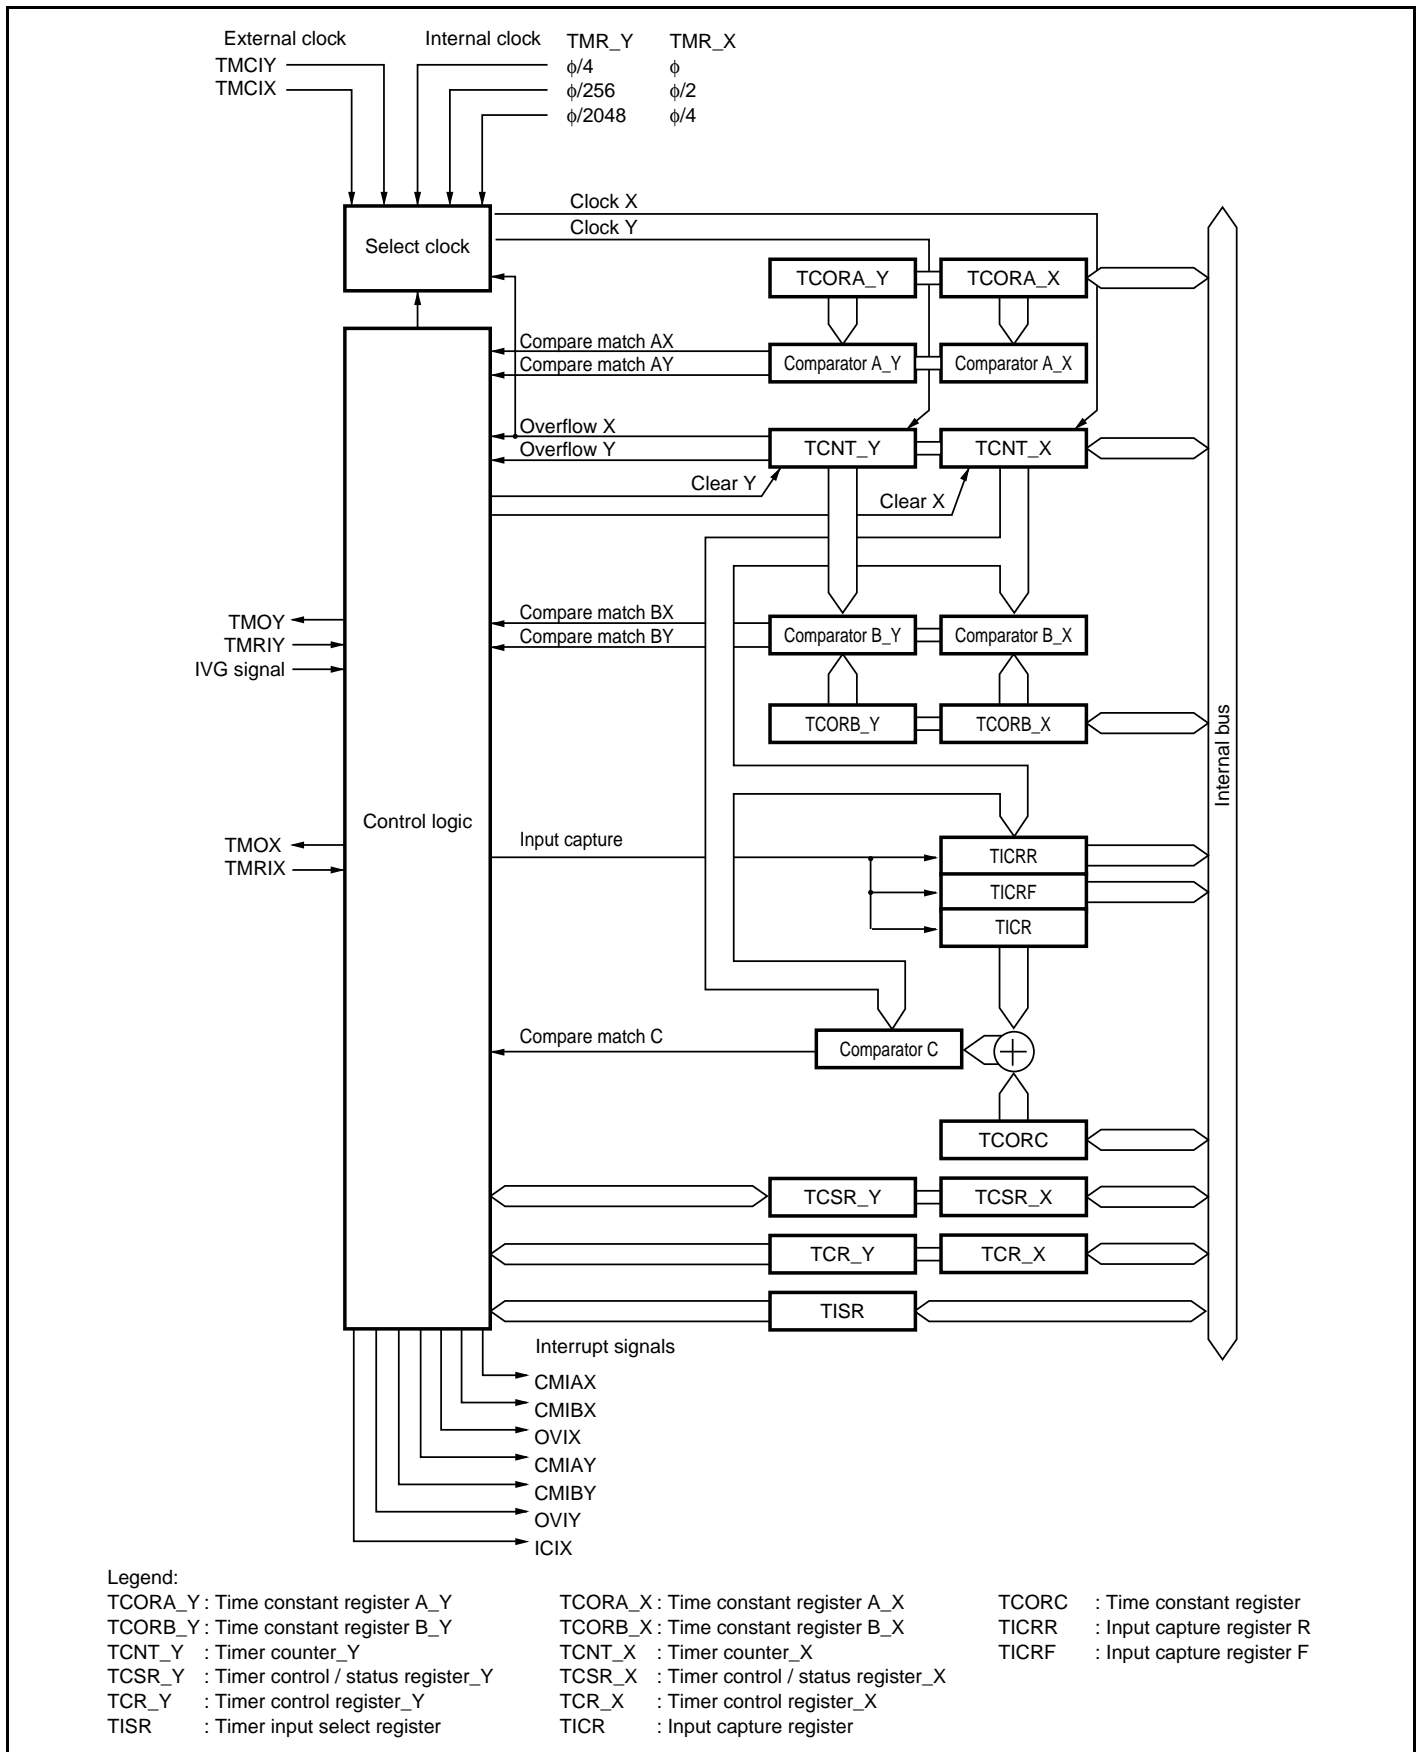 External clock Internal clock TMR_Y TMR_X
TMCIY ϕ/4 ϕ
TMCIX ϕ/256 ϕ/2
ϕ/2048 ϕ/4
Clock X
Clock Y
Select clock
TCORA_Y TCORA_X
Compare match AX
Compare match AY
Comparator A_Y Comparator A_X
Overflow X
Overflow Y
TCNT_Y TCNT_X
Clear Y
Clear X
Compare match BX
Compare match BY
Comparator B_Y Comparator B_X
TMOY
TMRIY
IVG signal
TCORB_Y TCORB_X
Internal bus
Control logic
TMOX
TMRIX
Input capture
TICRR
TICRF
TICR
Compare match C
Comparator C
TCORC
TCSR_Y TCSR_X
TCR_Y TCR_X
TISR
Interrupt signals
CMIAX
CMIBX
OVIX
CMIAY
CMIBY
OVIY
ICIX
Legend:
TCORA_Y : Time constant register A_Y TCORA_X : Time constant register A_X TCORC : Time constant register
TCORB_Y : Time constant register B_Y TCORB_X : Time constant register B_X TICRR : Input capture register R
TCNT_Y : Timer counter_Y TCNT_X : Timer counter_X TICRF : Input capture register F
TCSR_Y : Timer control / status register_Y TCSR_X : Timer control / status register_X
TCR_Y : Timer control register_Y TCR_X : Timer control register_X
TISR : Timer input select register TICR : Input capture register